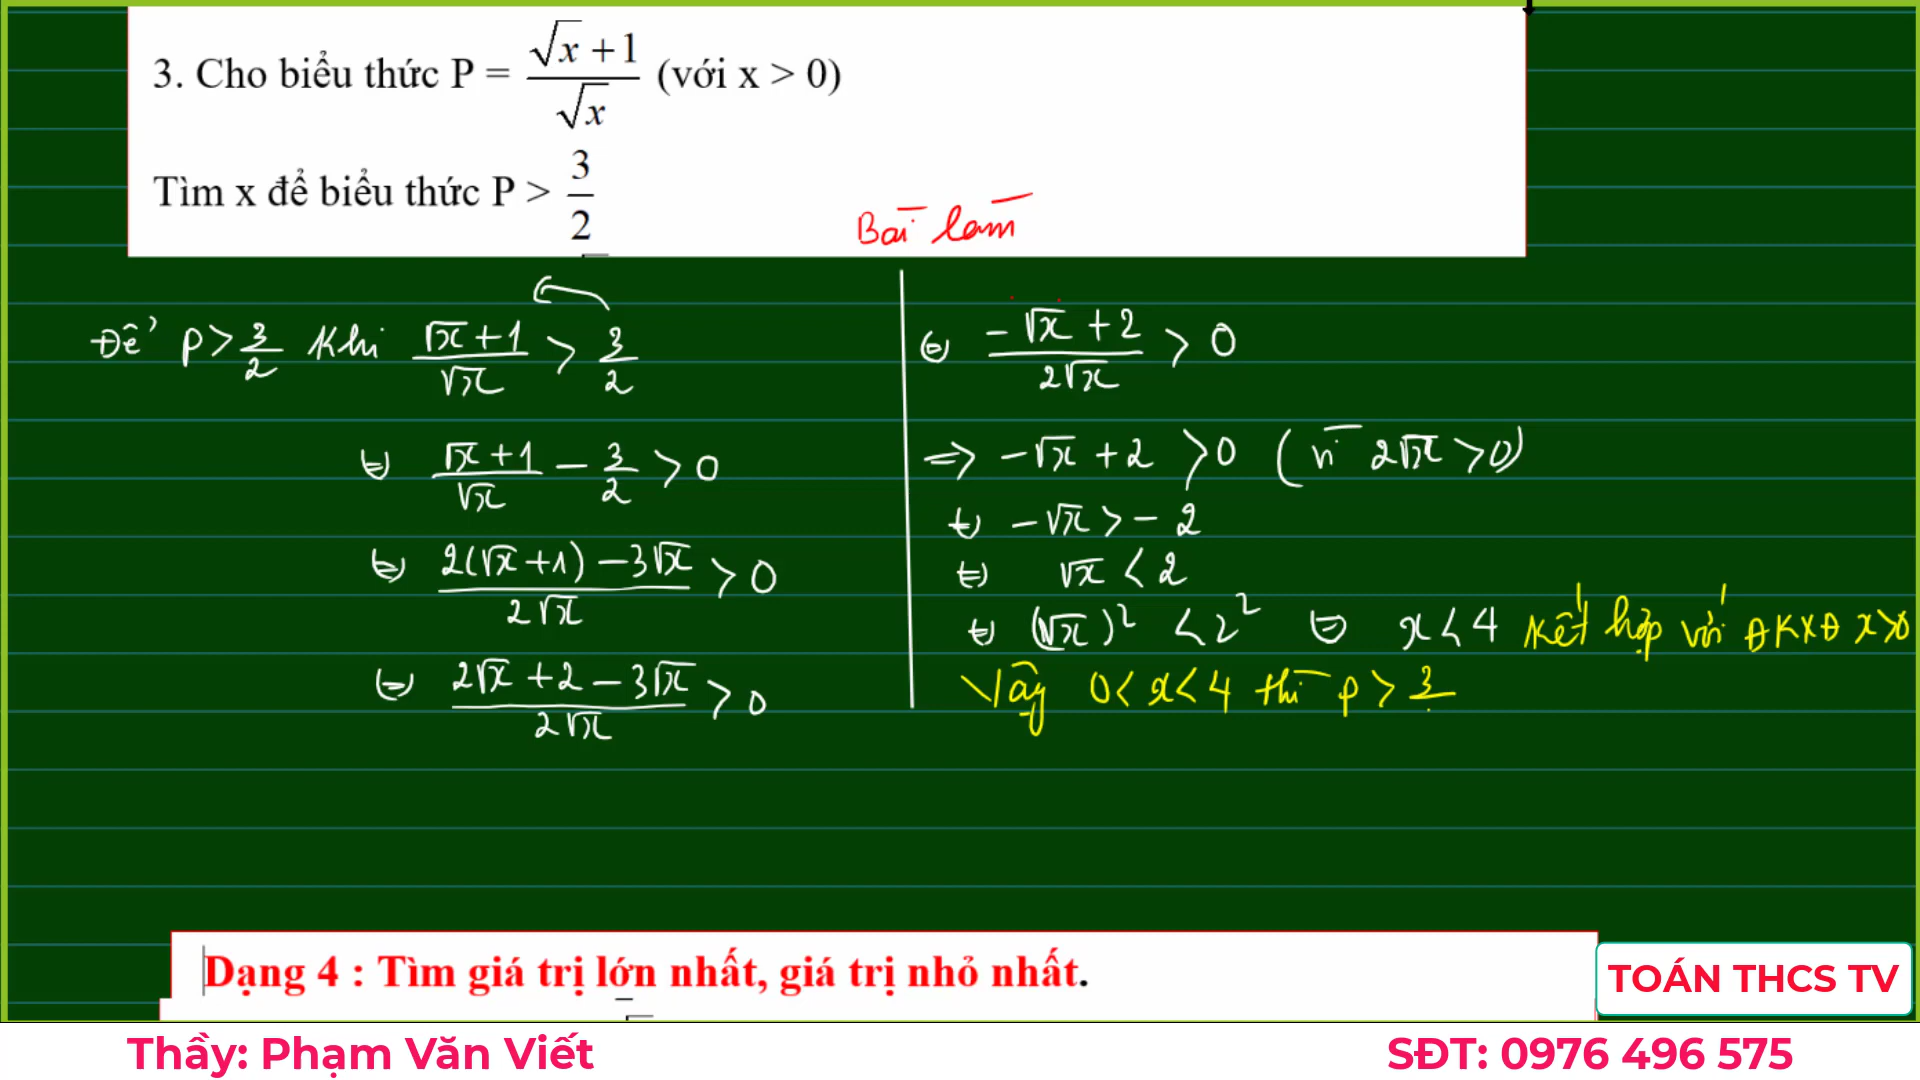 3. Cho biểu thức P = (√x + 1)/√x (với x > 0)
Tìm x để biểu thức P > 3/2
Bài làm
Để P > 3/2 khi (√x + 1)/√x > 3/2
⇔ (√x + 1)/√x − 3/2 > 0
⇔ (2(√x + 1) − 3√x)/(2√x) > 0
⇔ (2√x + 2 − 3√x)/(2√x) > 0
⇔ (−√x + 2)/(2√x) > 0
=> −√x + 2 > 0 (vì 2√x > 0)
⇔ −√x > −2
⇔ √x < 2
⇔ (√x)² < 2² ⇔ x < 4 kết hợp với ĐKXĐ x > 0
Vậy 0 < x < 4 thì P > 3
Dạng 4 : Tìm giá trị lớn nhất, giá trị nhỏ nhất.
TOÁN THCS TV
Thầy: Phạm Văn Viết
SĐT: 0976 496 575